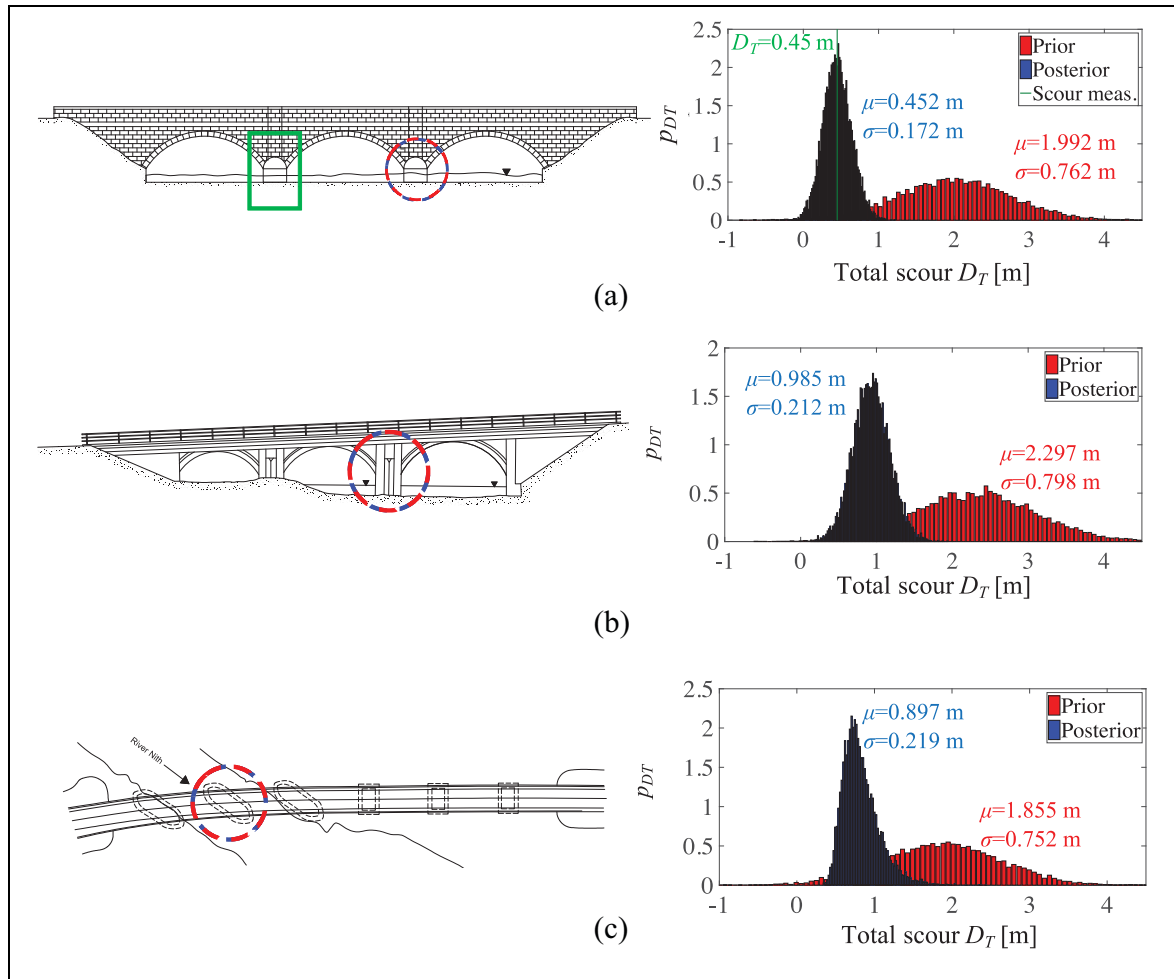 2.5
D_T=0.45 m
Prior
2
Posterior
Scour meas.
μ=0.452 m
1.5
σ=0.172 m
μ=1.992 m
1
σ=0.762 m
0.5
0
p_DT
-1 0 1 2 3 4
Total scour D_T [m]
(a)
2
Prior
Posterior
μ=0.985 m
1.5
σ=0.212 m
1
μ=2.297 m
σ=0.798 m
0.5
0
p_DT
-1 0 1 2 3 4
Total scour D_T [m]
(b)
River Nith
2.5
Prior
μ=0.897 m
Posterior
2
σ=0.219 m
1.5
1
μ=1.855 m
σ=0.752 m
0.5
0
p_DT
-1 0 1 2 3 4
Total scour D_T [m]
(c)